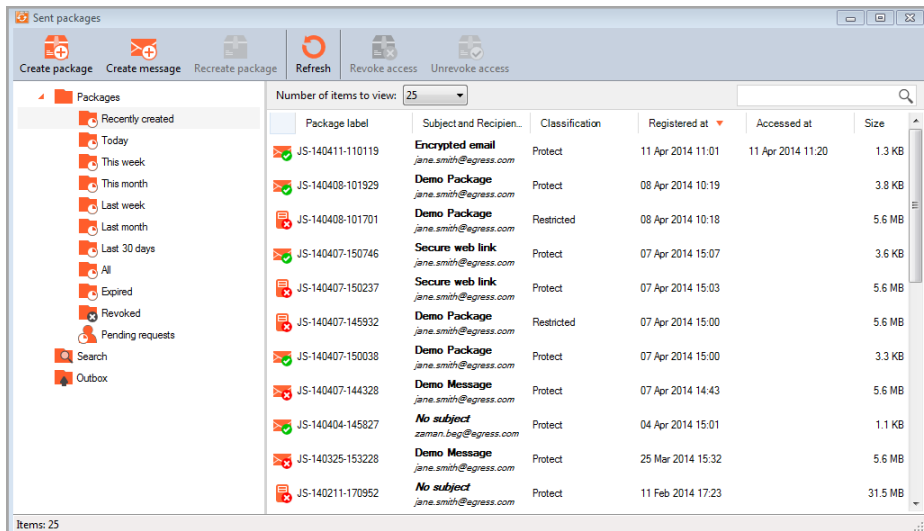 Sent packages
Create package Create message Recreate package Refresh Revoke access Unrevoke access
Packages
Recently created
Today
This week
This month
Last week
Last month
Last 30 days
All
Expired
Revoked
Pending requests
Search
Outbox
Number of items to view: 25
Package label Subject and Recipien... Classification Registered at Accessed at Size
JS-140411-110119 Encrypted email Protect 11 Apr 2014 11:01 11 Apr 2014 11:20 1.3 KB
jane.smith@egress.com
JS-140408-101929 Demo Package Protect 08 Apr 2014 10:19 3.8 KB
jane.smith@egress.com
JS-140408-101701 Demo Package Restricted 08 Apr 2014 10:18 5.6 MB
jane.smith@egress.com
JS-140407-150746 Secure web link Protect 07 Apr 2014 15:07 3.6 KB
jane.smith@egress.com
JS-140407-150237 Secure web link Protect 07 Apr 2014 15:03 5.6 MB
jane.smith@egress.com
JS-140407-145932 Demo Package Restricted 07 Apr 2014 15:00 5.6 MB
jane.smith@egress.com
JS-140407-150038 Demo Package Protect 07 Apr 2014 15:00 3.3 KB
jane.smith@egress.com
JS-140407-144328 Demo Message Protect 07 Apr 2014 14:43 5.6 MB
jane.smith@egress.com
JS-140404-145827 No subject Protect 04 Apr 2014 15:01 1.1 KB
zaman.beg@egress.com
JS-140325-153228 Demo Message Protect 25 Mar 2014 15:32 5.6 MB
jane.smith@egress.com
JS-140211-170952 No subject Protect 11 Feb 2014 17:23 31.5 MB
jane.smith@egress.com
Items: 25